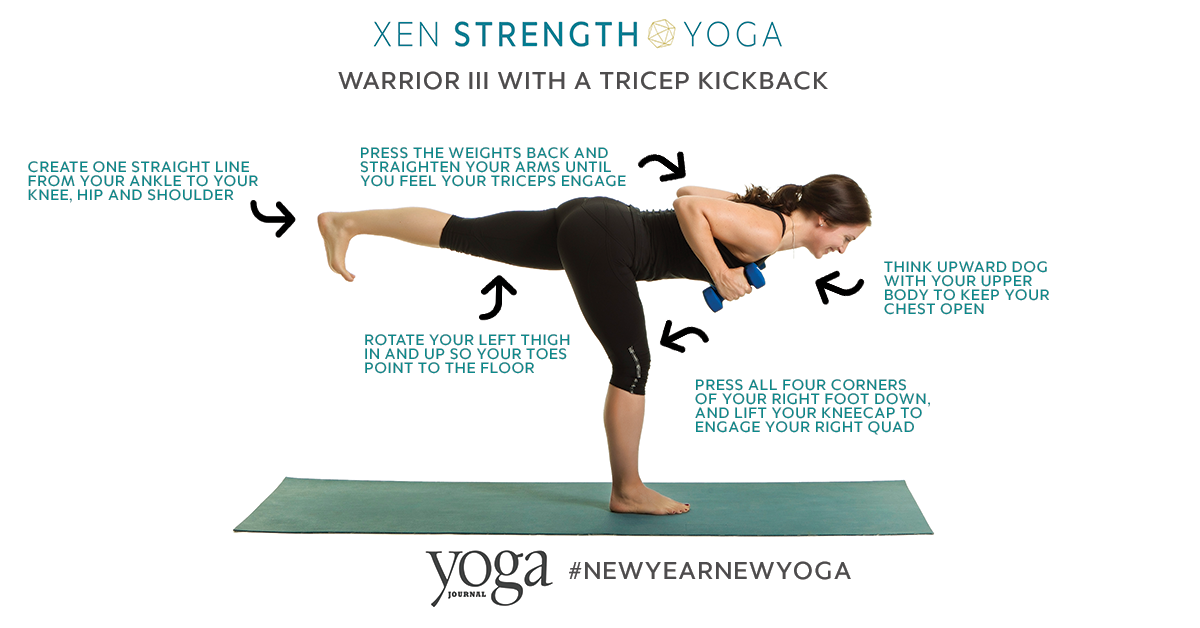 XEN STRENGTH YOGA
WARRIOR III WITH A TRICEP KICKBACK
CREATE ONE STRAIGHT LINE
FROM YOUR ANKLE TO YOUR
KNEE, HIP AND SHOULDER
PRESS THE WEIGHTS BACK AND
STRAIGHTEN YOUR ARMS UNTIL
YOU FEEL YOUR TRICEPS ENGAGE
THINK UPWARD DOG
WITH YOUR UPPER
BODY TO KEEP YOUR
CHEST OPEN
ROTATE YOUR LEFT THIGH
IN AND UP SO YOUR TOES
POINT TO THE FLOOR
PRESS ALL FOUR CORNERS
OF YOUR RIGHT FOOT DOWN,
AND LIFT YOUR KNEECAP TO
ENGAGE YOUR RIGHT QUAD
yoga
JOURNAL
#NEWYEARNEWYOGA